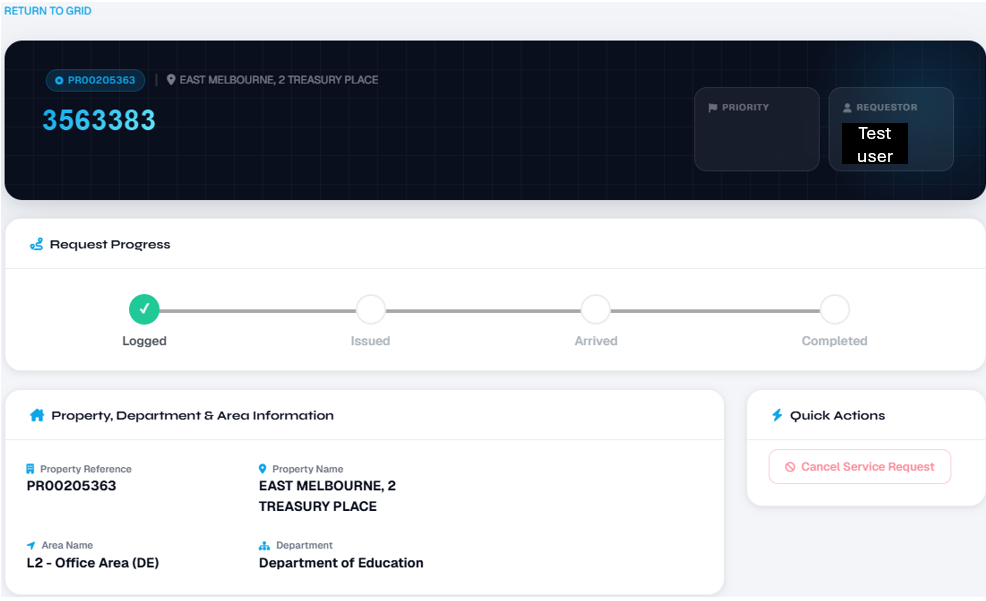 RETURN TO GRID
PR00205363 | EAST MELBOURNE, 2 TREASURY PLACE
3563383
PRIORITY
REQUESTOR
Test
user
Request Progress
Logged
Issued
Arrived
Completed
Property, Department & Area Information
Property Reference
PR00205363
Property Name
EAST MELBOURNE, 2
TREASURY PLACE
Area Name
L2 - Office Area (DE)
Department
Department of Education
Quick Actions
Cancel Service Request